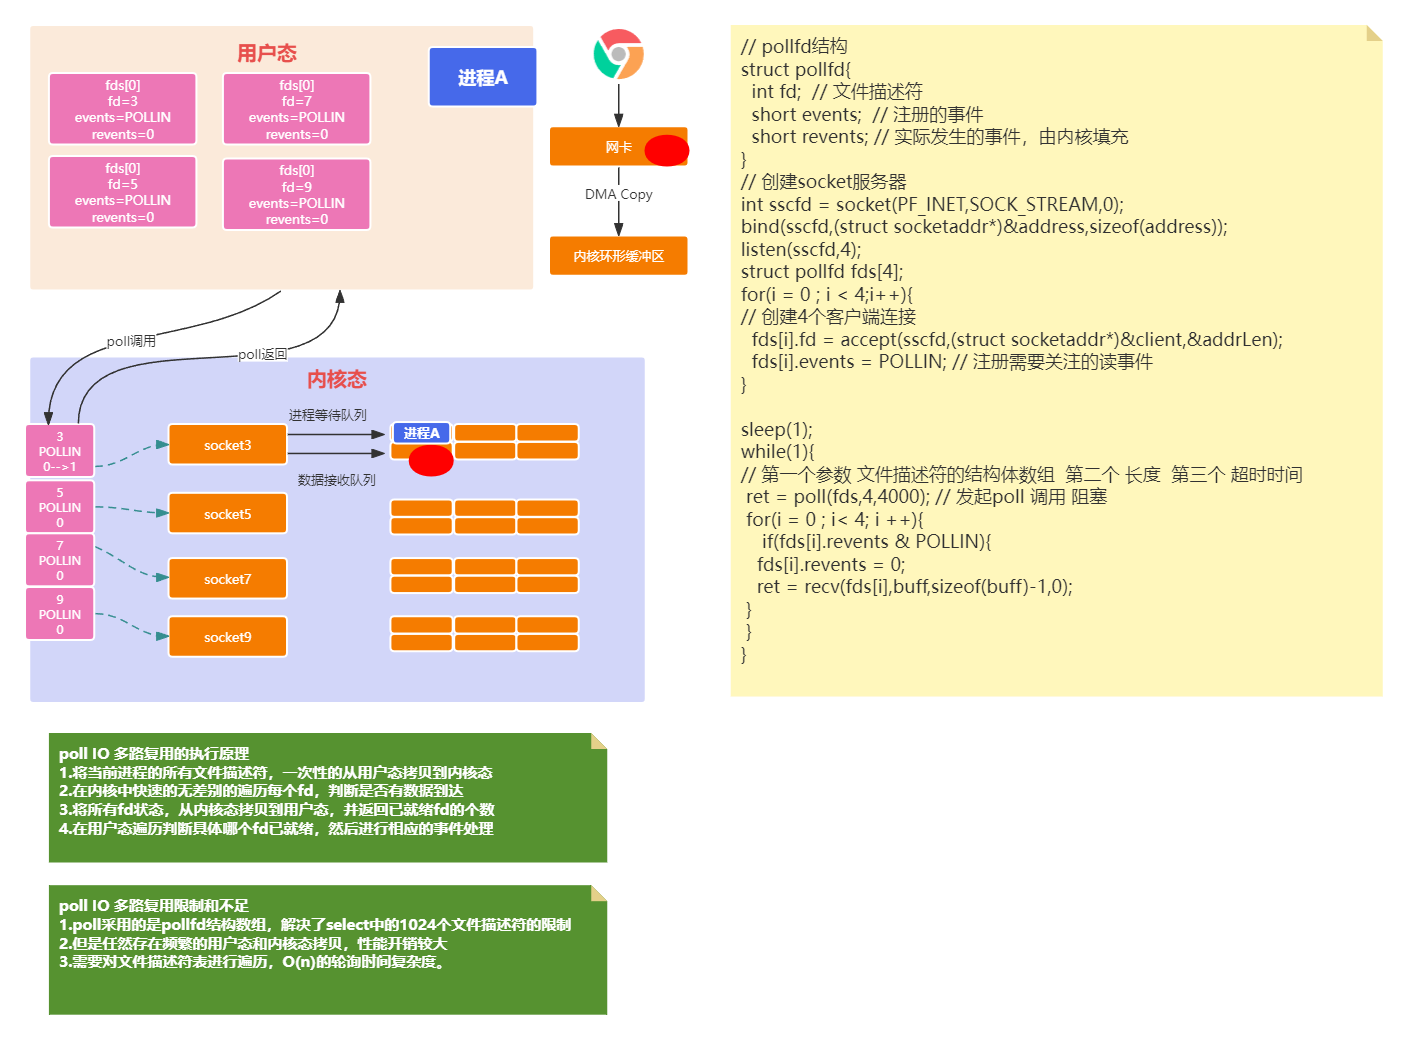 用户态
进程A
fds[0]
fd=3
events=POLLIN
revents=0
fds[0]
fd=7
events=POLLIN
revents=0
fds[0]
fd=5
events=POLLIN
revents=0
fds[0]
fd=9
events=POLLIN
revents=0
网卡
DMA Copy
内核环形缓冲区
poll调用
poll返回
内核态
3
POLLIN
0-->1
5
POLLIN
0
7
POLLIN
0
9
POLLIN
0
socket3
socket5
socket7
socket9
进程等待队列
进程A
数据接收队列
// pollfd结构
struct pollfd{
int fd;  // 文件描述符
short events;  // 注册的事件
short revents; // 实际发生的事件，由内核填充
}
// 创建socket服务器
int sscfd = socket(PF_INET,SOCK_STREAM,0);
bind(sscfd,(struct socketaddr*)&address,sizeof(address));
listen(sscfd,4);
struct pollfd fds[4];
for(i = 0 ; i < 4;i++){
// 创建4个客户端连接
fds[i].fd = accept(sscfd,(struct socketaddr*)&client,&addrLen);
fds[i].events = POLLIN; // 注册需要关注的读事件
}
sleep(1);
while(1){
// 第一个参数 文件描述符的结构体数组  第二个 长度  第三个 超时时间
ret = poll(fds,4,4000); // 发起poll 调用 阻塞
for(i = 0 ; i< 4; i ++){
if(fds[i].revents & POLLIN){
fds[i].revents = 0;
ret = recv(fds[i],buff,sizeof(buff)-1,0);
}
}
}
poll IO 多路复用的执行原理
1.将当前进程的所有文件描述符，一次性的从用户态拷贝到内核态
2.在内核中快速的无差别的遍历每个fd，判断是否有数据到达
3.将所有fd状态，从内核态拷贝到用户态，并返回已就绪fd的个数
4.在用户态遍历判断具体哪个fd已就绪，然后进行相应的事件处理
poll IO 多路复用限制和不足
1.poll采用的是pollfd结构数组，解决了select中的1024个文件描述符的限制
2.但是任然存在频繁的用户态和内核态拷贝，性能开销较大
3.需要对文件描述符表进行遍历，O(n)的轮询时间复杂度。